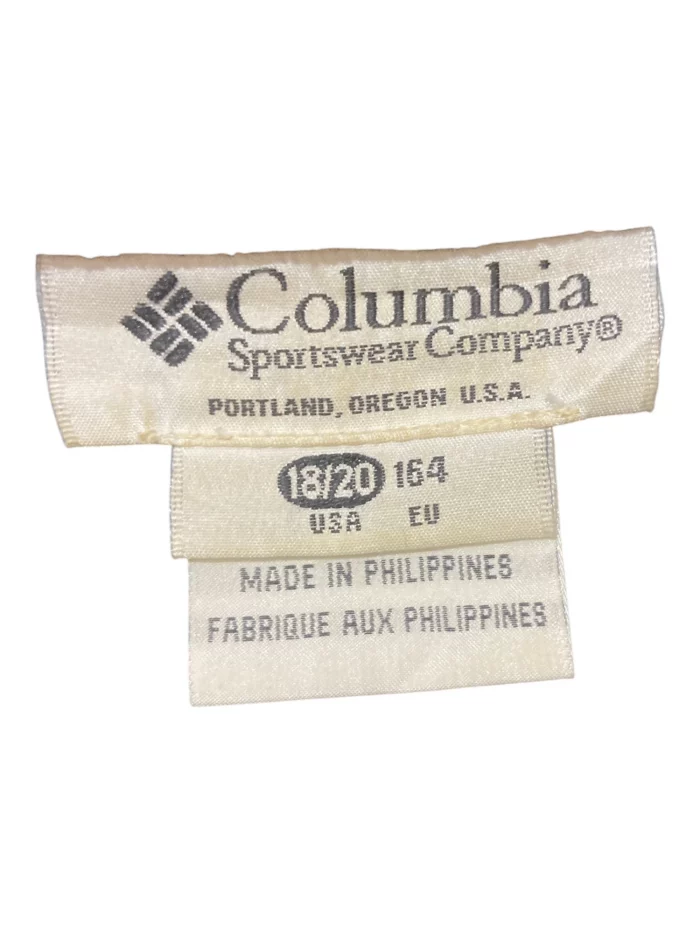 Columbia
Sportswear Company®
PORTLAND, OREGON U.S.A.
18/20 164
USA EU
MADE IN PHILIPPINES
FABRIQUE AUX PHILIPPINES